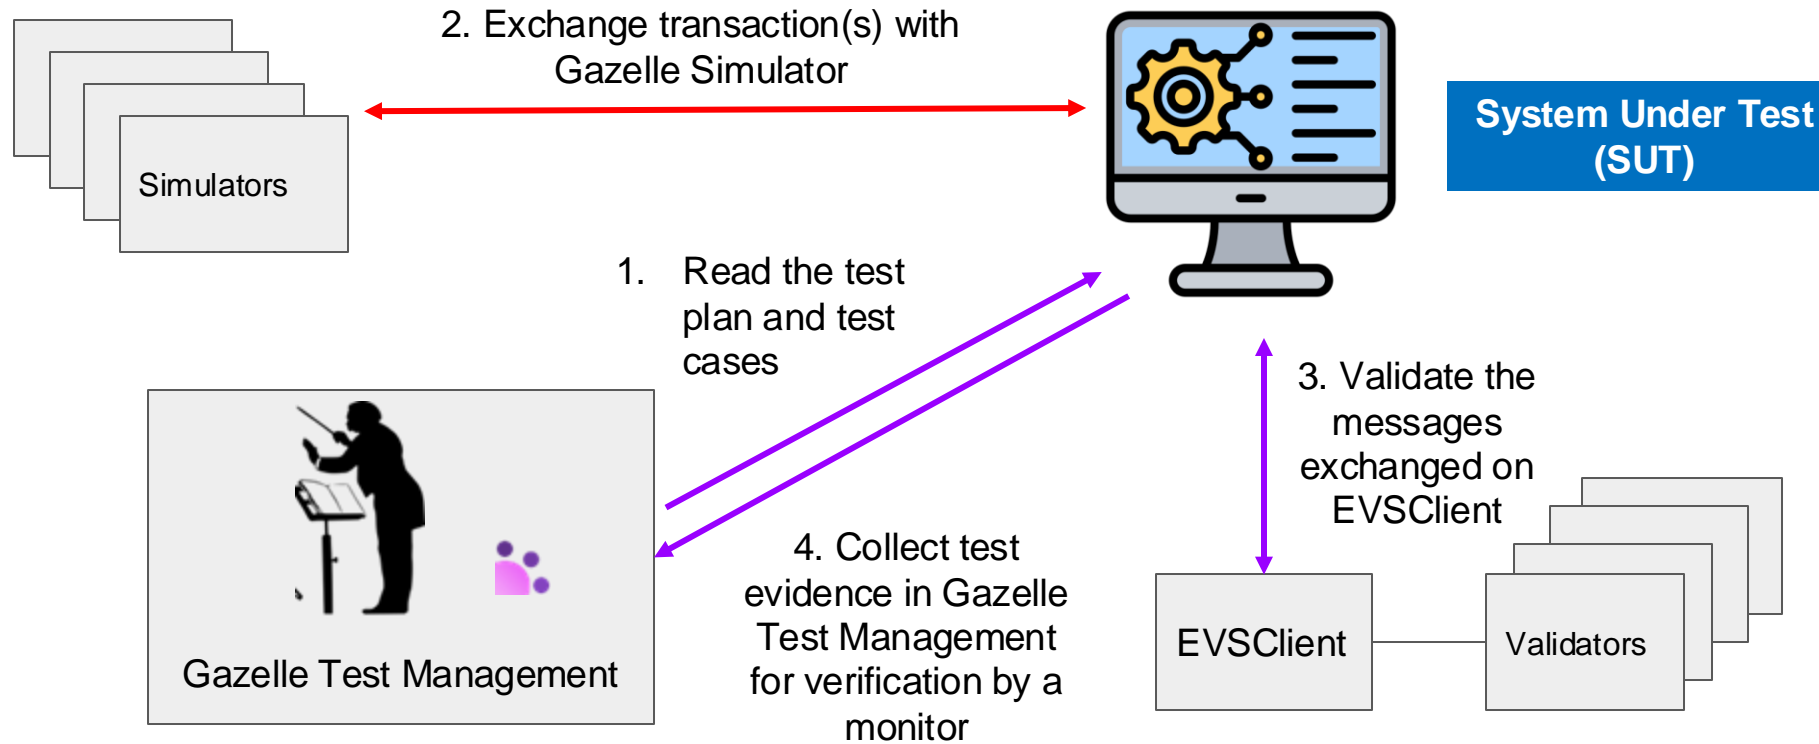 2. Exchange transaction(s) with
Gazelle Simulator
System Under Test
(SUT)
Simulators
1. Read the test
plan and test
cases
3. Validate the
messages
exchanged on
EVSClient
4. Collect test
evidence in Gazelle
Test Management
for verification by a
monitor
Gazelle Test Management
EVSClient
Validators